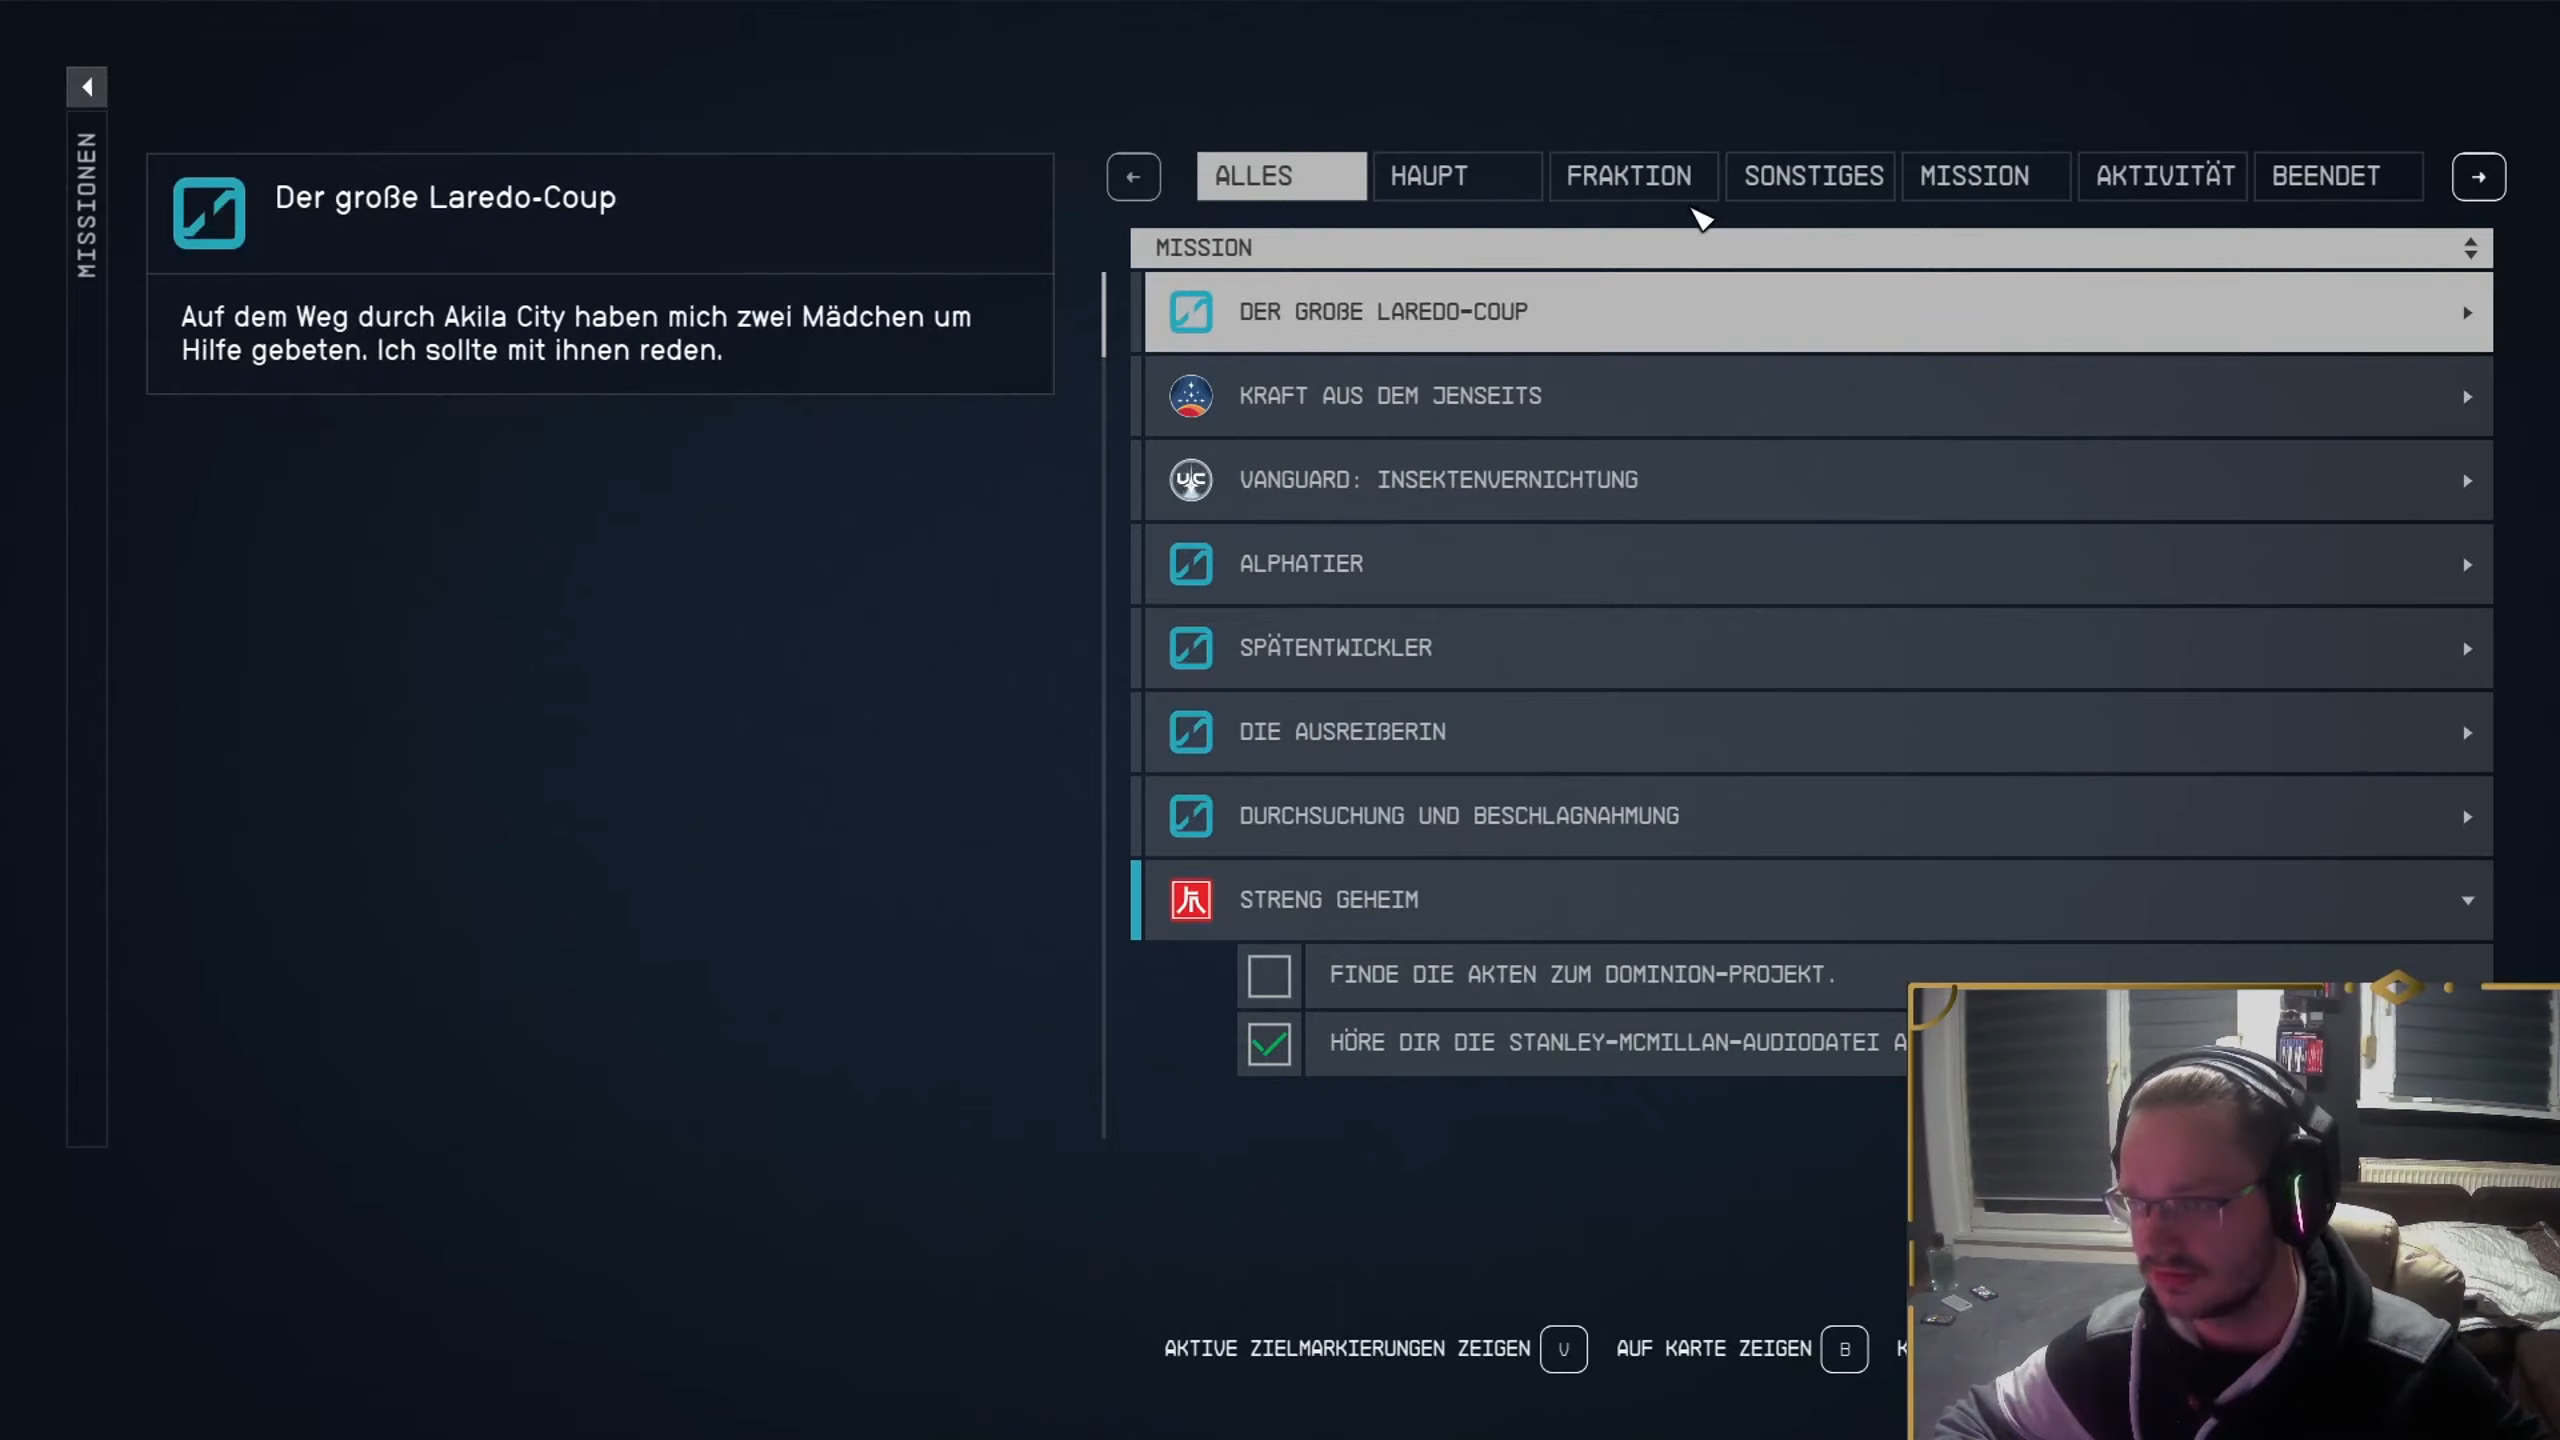 MISSIONEN
Der große Laredo-Coup
Auf dem Weg durch Akila City haben mich zwei Mädchen um
Hilfe gebeten. Ich sollte mit ihnen reden.
ALLES HAUPT FRAKTION SONSTIGES MISSION AKTIVITÄT BEENDET
MISSION
DER GROßE LAREDO-COUP
KRAFT AUS DEM JENSEITS
UC VANGUARD: INSEKTENVERNICHTUNG
ALPHATIER
SPÄTENTWICKLER
DIE AUSREIßERIN
DURCHSUCHUNG UND BESCHLAGNAHMUNG
STRENG GEHEIM
FINDE DIE AKTEN ZUM DOMINION-PROJEKT.
HÖRE DIR DIE STANLEY-MCMILLAN-AUDIODATEI A
AKTIVE ZIELMARKIERUNGEN ZEIGEN V AUF KARTE ZEIGEN B K